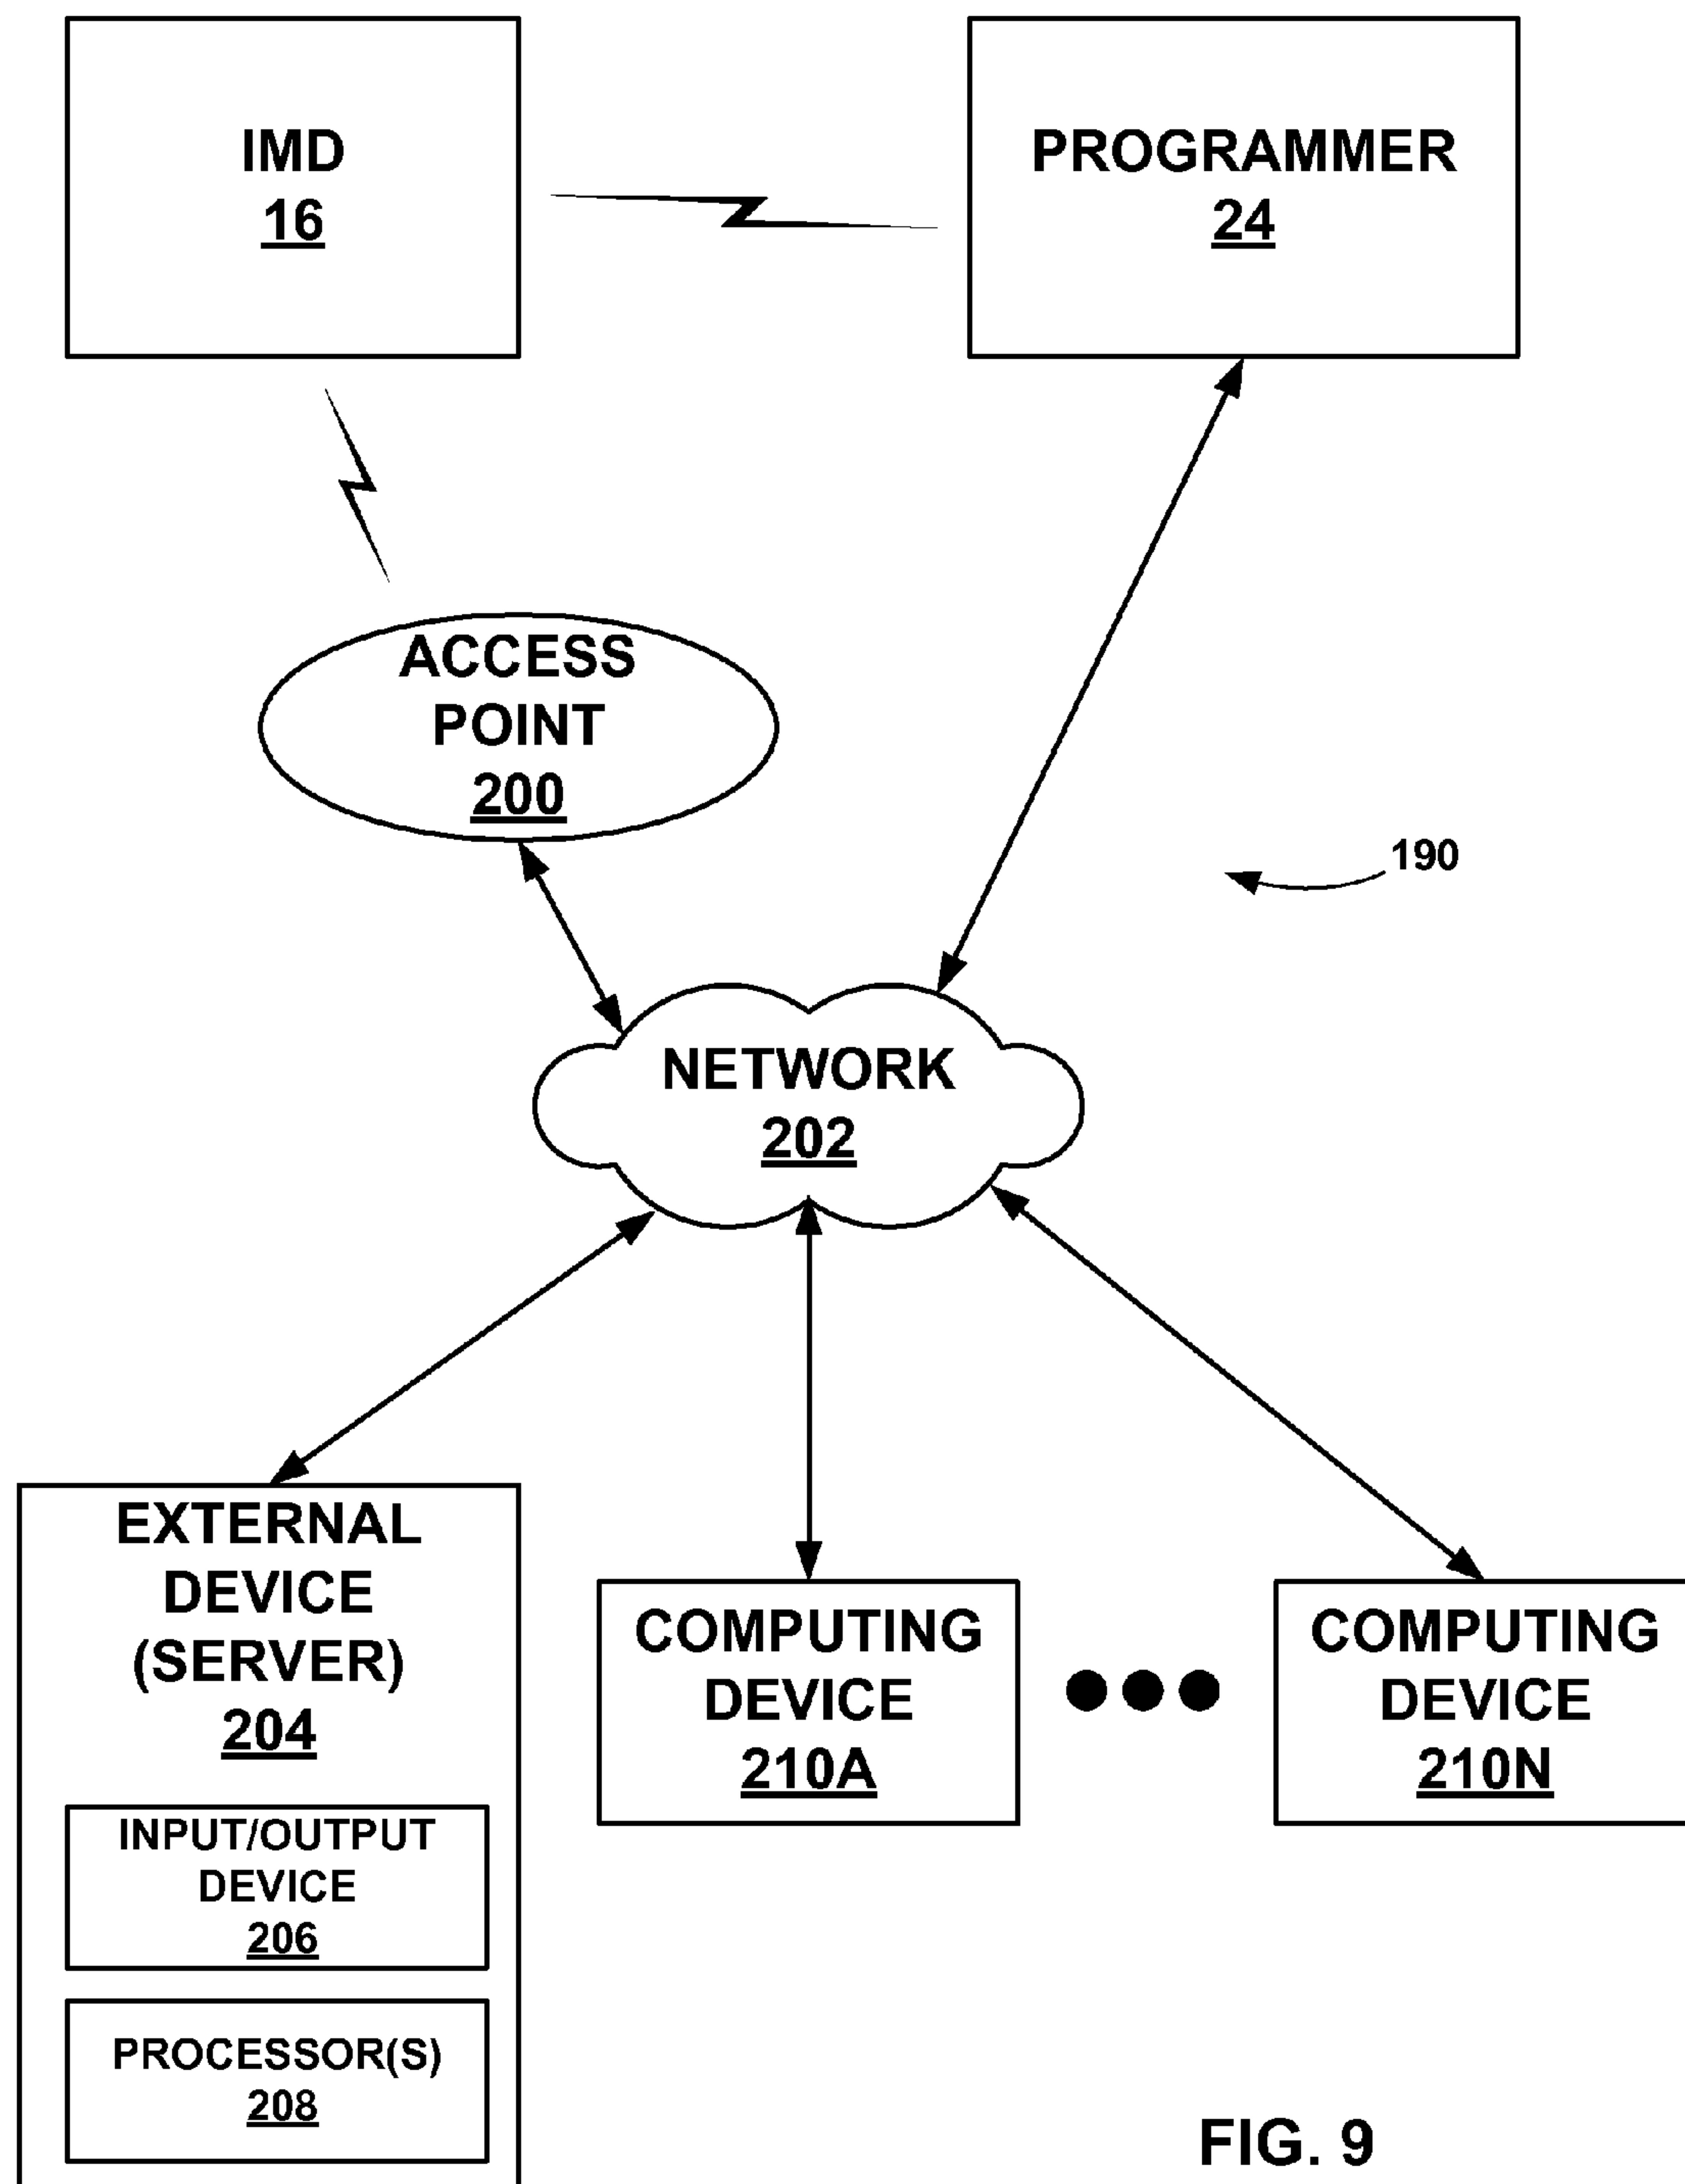 IMD
16
PROGRAMMER
24
ACCESS
POINT
200
190
NETWORK
202
EXTERNAL
DEVICE
(SERVER)
204
INPUT/OUTPUT
DEVICE
206
PROCESSOR(S)
208
COMPUTING
DEVICE
210A
COMPUTING
DEVICE
210N
FIG. 9